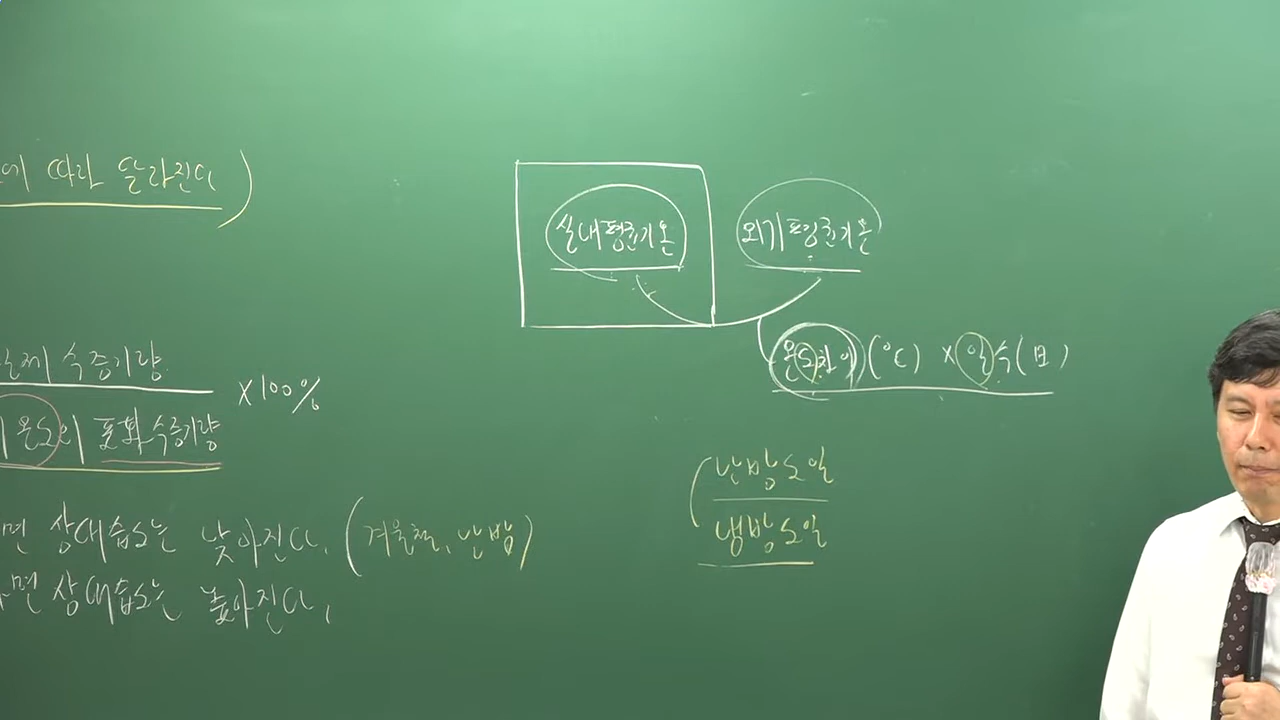 에 따라 달라진다)
실제 수증기량
온도의 포화수증기량 ×100%
면 상대습도는 낮아진다. (겨울철, 난방)
면 상대습도는 높아진다.
실내평균기온
외기평균기온
온도차이(℃) × 일수(日)
난방도일
냉방도일